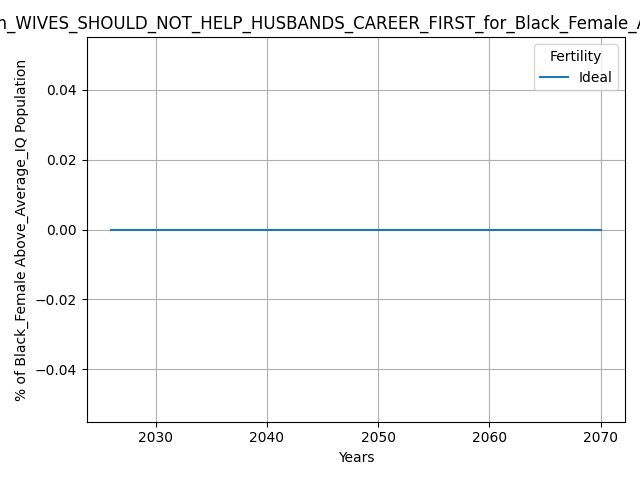 n_WIVES_SHOULD_NOT_HELP_HUSBANDS_CAREER_FIRST_for_Black_Female_A
Fertility
Ideal
% of Black_Female Above_Average_IQ Population
0.04
0.02
0.00
−0.02
−0.04
2030 2040 2050 2060 2070
Years